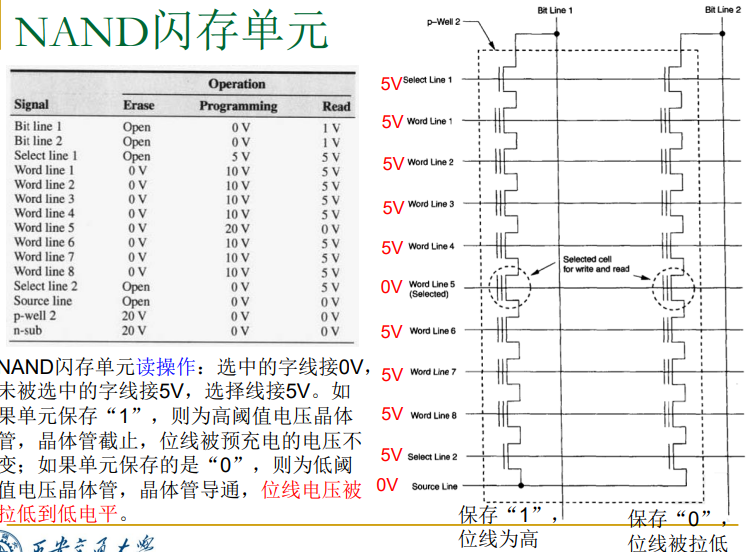 NAND闪存单元
Operation
Signal Erase Programming Read
Bit line 1 Open 0 V 1 V
Bit line 2 Open 0 V 1 V
Select line 1 Open 5 V 5 V
Word line 1 0 V 10 V 5 V
Word line 2 0 V 10 V 5 V
Word line 3 0 V 10 V 5 V
Word line 4 0 V 10 V 5 V
Word line 5 0 V 20 V 0 V
Word line 6 0 V 10 V 5 V
Word line 7 0 V 10 V 5 V
Word line 8 0 V 10 V 5 V
Select line 2 Open 0 V 5 V
Source line Open 0 V 0 V
p-well 2 20 V 0 V 0 V
n-sub 20 V 0 V 0 V
NAND闪存单元读操作：选中的字线接0V，
未被选中的字线接5V，选择线接5V。如
果单元保存“1”，则为高阈值电压晶体
管，晶体管截止，位线被预充电的电压不
变；如果单元保存的是“0”，则为低阈
值电压晶体管，晶体管导通，位线电压被
拉低到低电平。
西安交通大学
Bit Line 1
Bit Line 2
p-Well 2
5V Select Line 1
5V Word Line 1
5V Word Line 2
5V Word Line 3
5V Word Line 4
Selected cell
for write and read
0V Word Line 5
(Selected)
5V Word Line 6
5V Word Line 7
5V Word Line 8
5V Select Line 2
0V Source Line
保存“1”，
位线为高
保存“0”，
位线被拉低